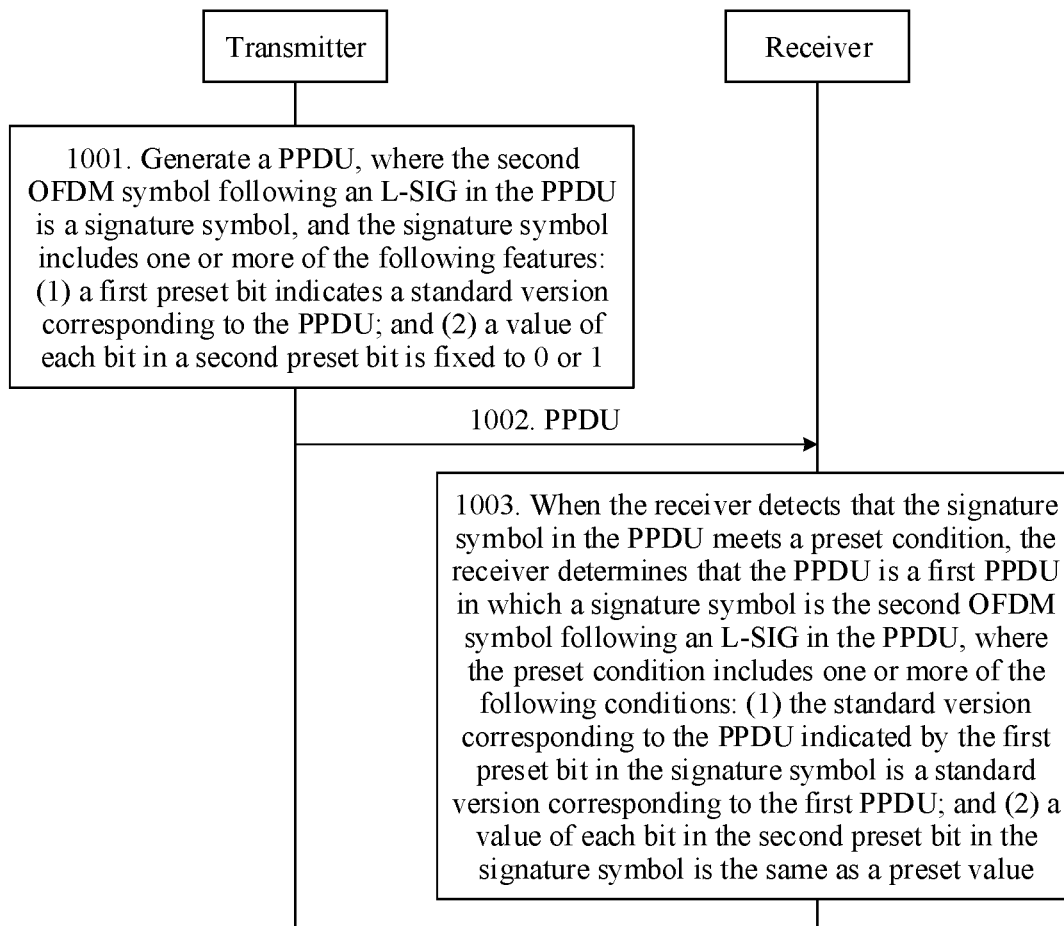 Transmitter
Receiver
1001. Generate a PPDU, where the second
OFDM symbol following an L-SIG in the PPDU
is a signature symbol, and the signature symbol
includes one or more of the following features:
(1) a first preset bit indicates a standard version
corresponding to the PPDU; and (2) a value of
each bit in a second preset bit is fixed to 0 or 1
1002. PPDU
1003. When the receiver detects that the signature
symbol in the PPDU meets a preset condition, the
receiver determines that the PPDU is a first PPDU
in which a signature symbol is the second OFDM
symbol following an L-SIG in the PPDU, where
the preset condition includes one or more of the
following conditions: (1) the standard version
corresponding to the PPDU indicated by the first
preset bit in the signature symbol is a standard
version corresponding to the first PPDU; and (2) a
value of each bit in the second preset bit in the
signature symbol is the same as a preset value